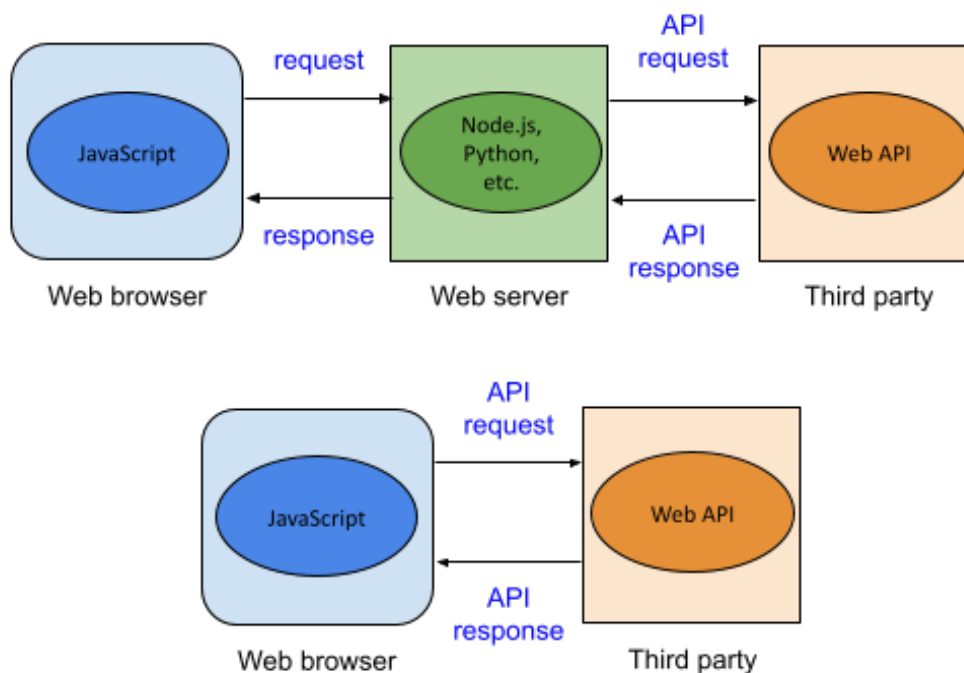 API
request
request
JavaScript
Node.js,
Python,
etc.
Web API
response
API
response
Web browser
Web server
Third party
API
request
JavaScript
Web API
API
response
Web browser
Third party